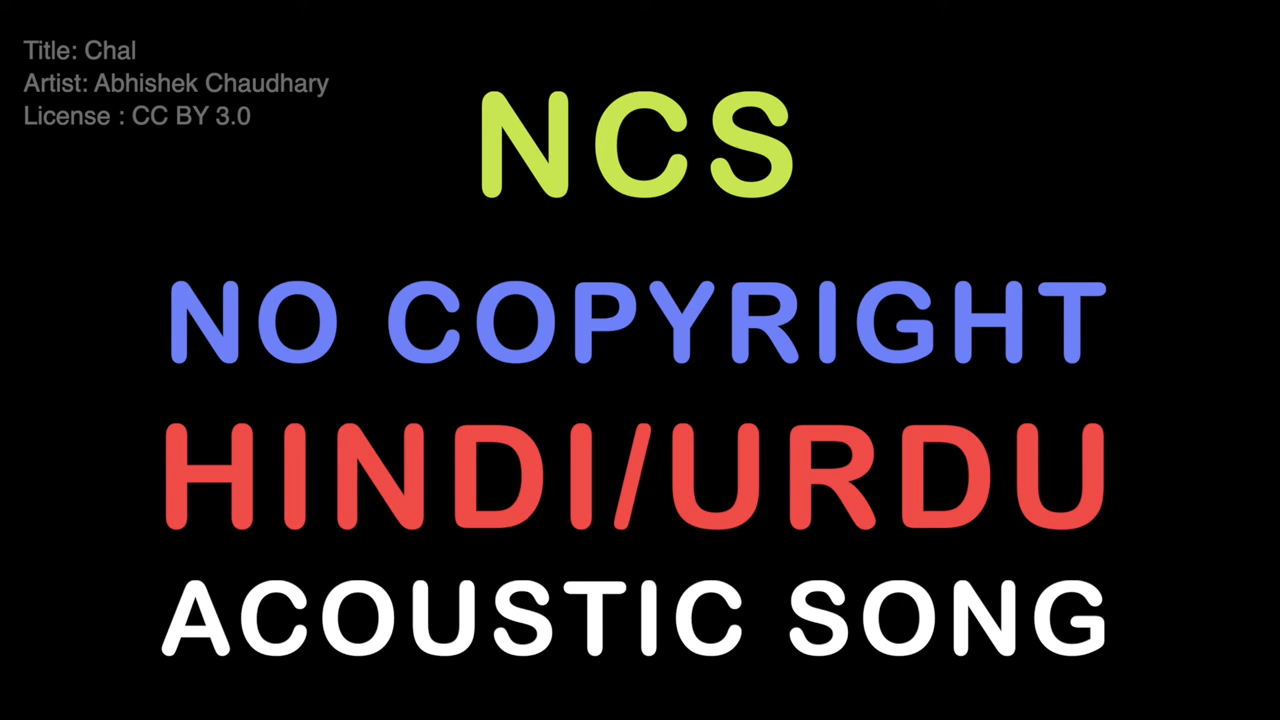 Title: Chal
Artist: Abhishek Chaudhary
License : CC BY 3.0
NCS
NO COPYRIGHT
HINDI/URDU
ACOUSTIC SONG